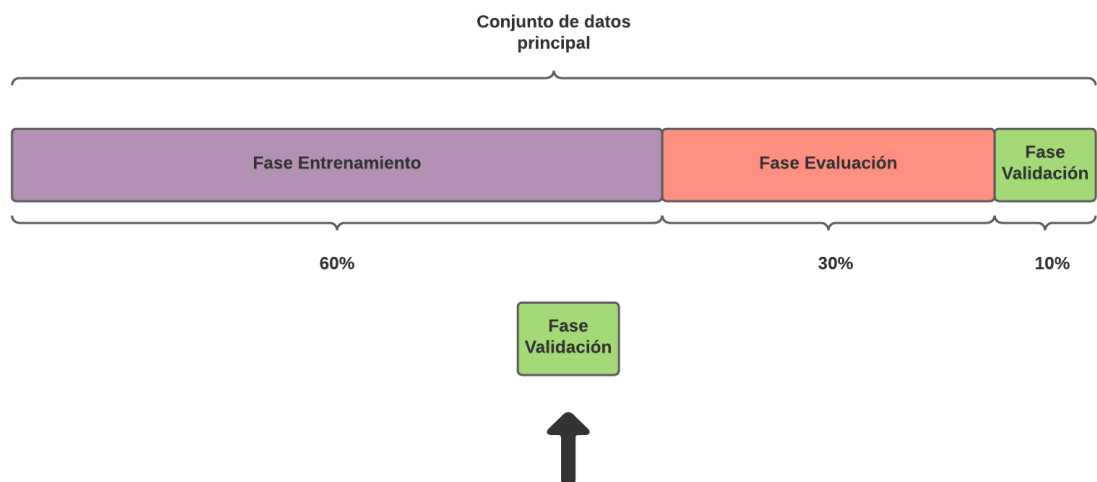 Conjunto de datos
principal
Fase Entrenamiento
Fase Evaluación
Fase
Validación
60%
30%
10%
Fase
Validación